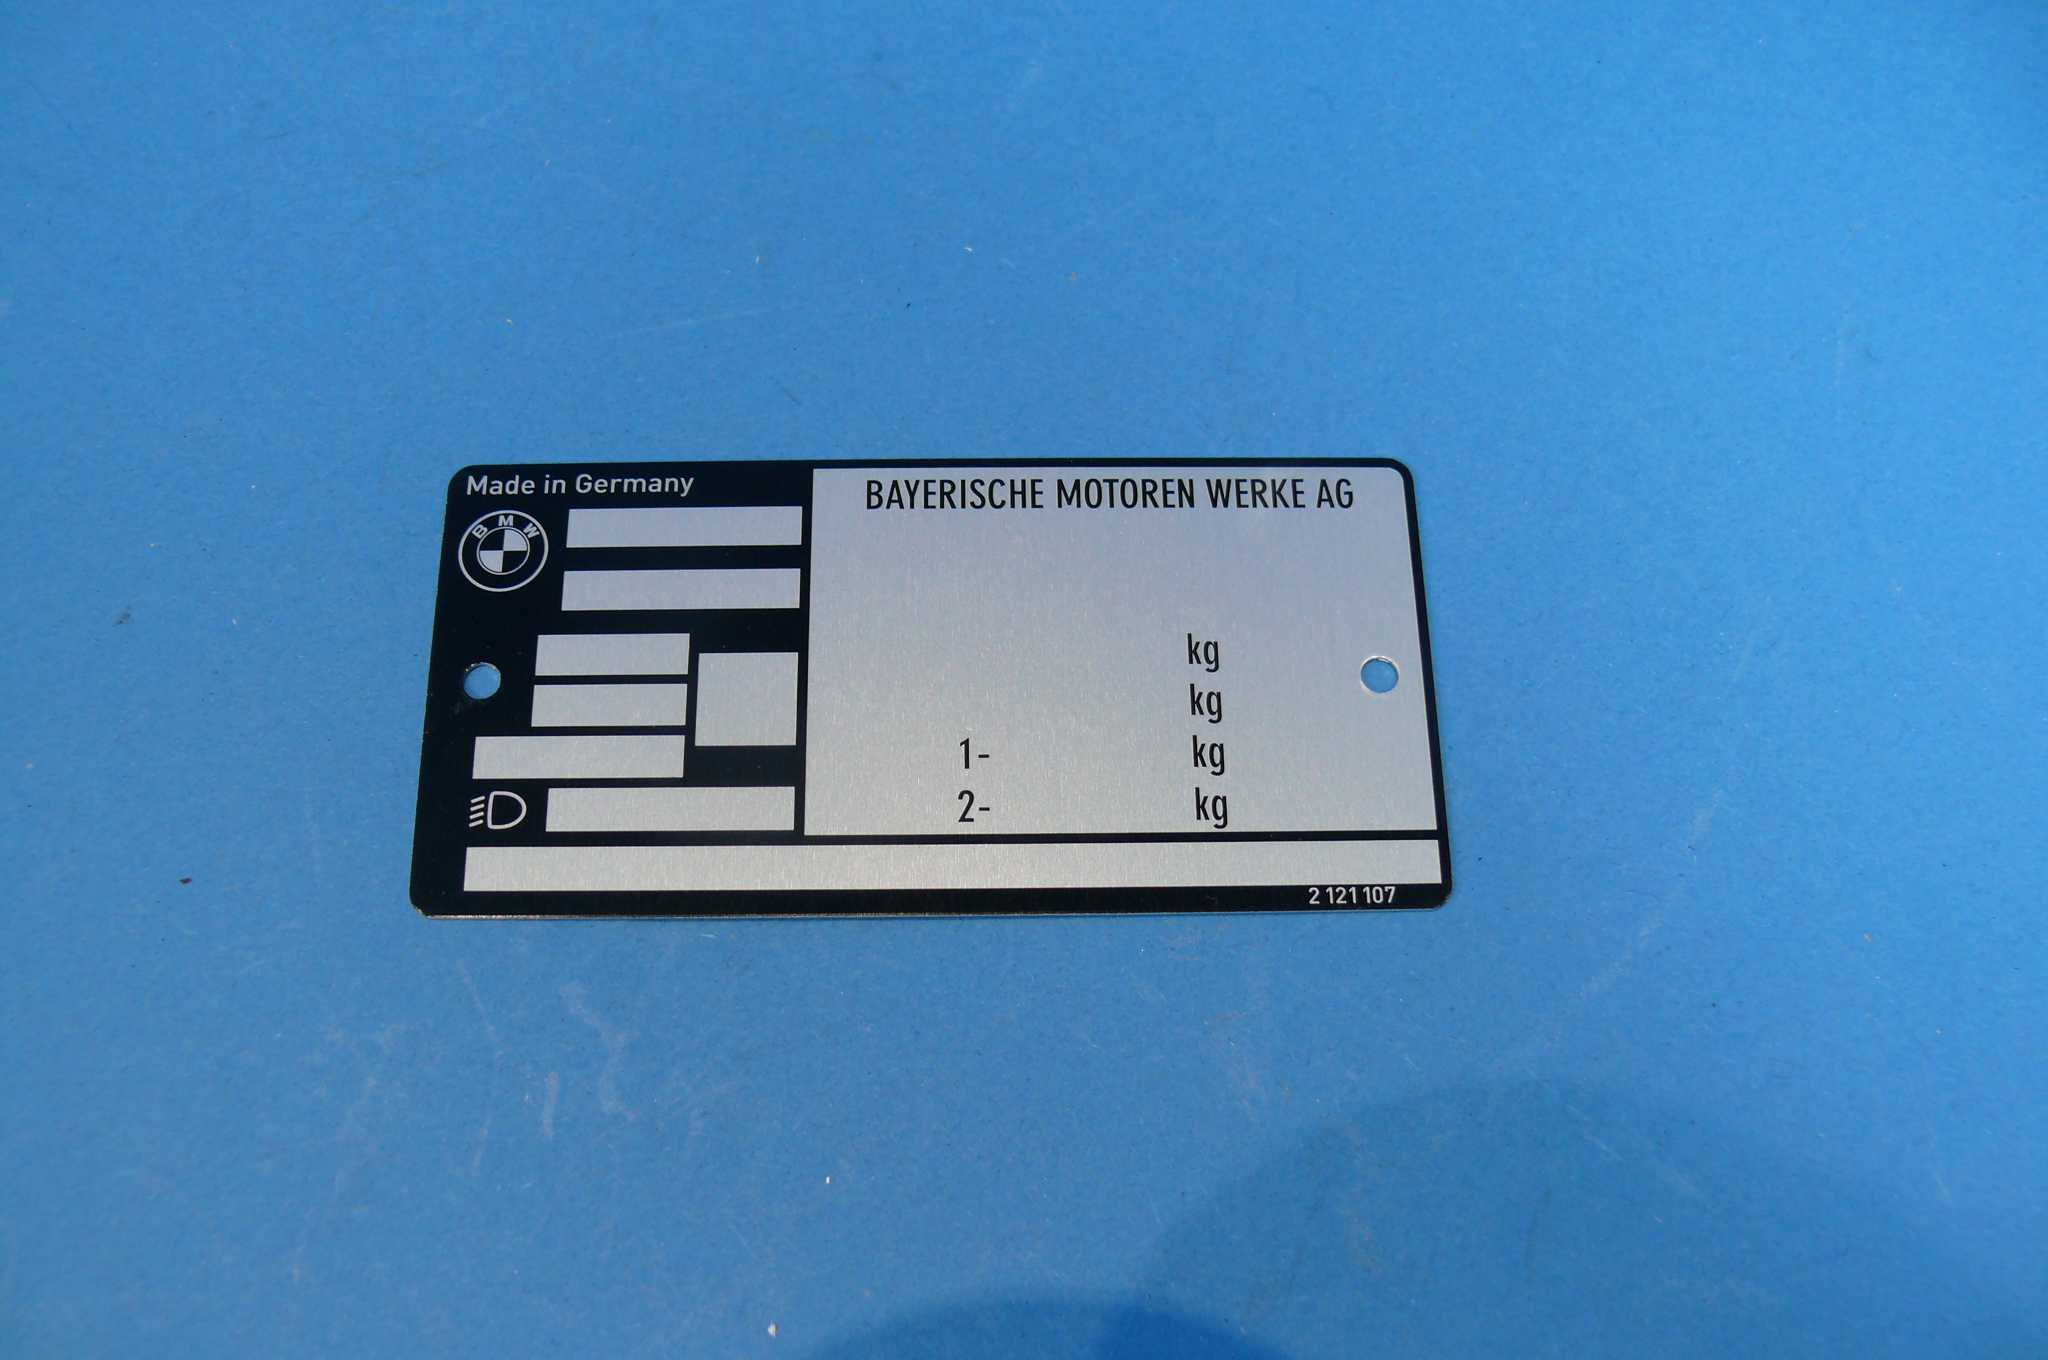 Made in Germany
BMW
BAYERISCHE MOTOREN WERKE AG
kg
kg
1- kg
2- kg
2 121 107